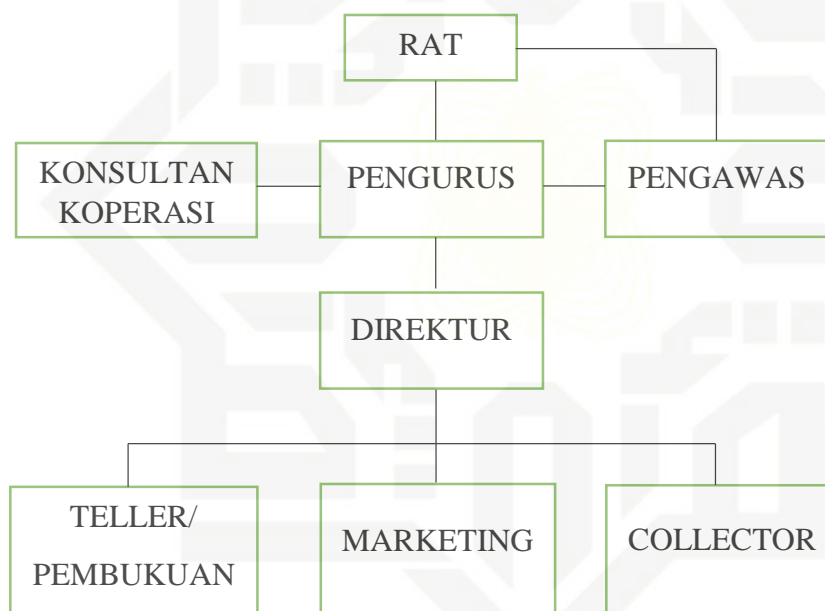 RAT
KONSULTAN
KOPERASI
PENGURUS
PENGAWAS
DIREKTUR
TELLER/
PEMBUKUAN
MARKETING
COLLECTOR